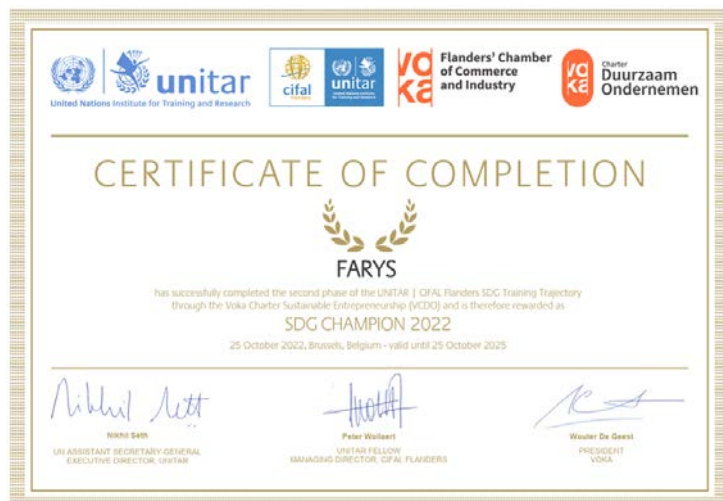 unitar
United Nations Institute for Training and Research
cifal
unitar
VOKA
Flanders' Chamber
of Commerce
and Industry
VOKA
Charter
Duurzaam
Ondernemen
CERTIFICATE OF COMPLETION
FARYS
has successfully completed the second phase of the UNITAR | CIFAL Flanders SDG Training Trajectory
through the Voka Charter Sustainable Entrepreneurship (VCDO) and is therefore rewarded as
SDG CHAMPION 2022
25 October 2022, Brussels, Belgium - valid until 25 October 2025
Nikhil Seth
Nikhil Seth
UN ASSISTANT SECRETARY-GENERAL
EXECUTIVE DIRECTOR, UNITAR
Peter Wollaert
UNITAR FELLOW
MANAGING DIRECTOR, CIFAL FLANDERS
Wouter De Geest
PRESIDENT
VOKA